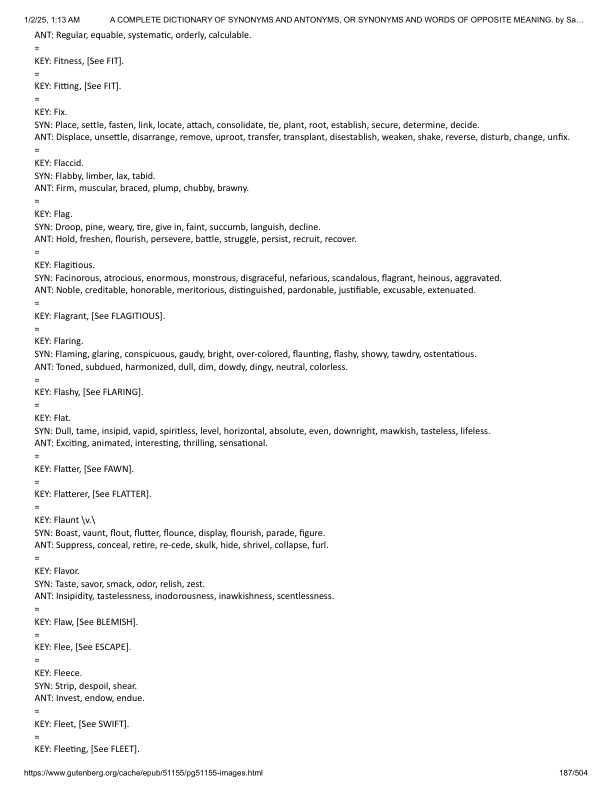 1/2/25, 1:13 AM A COMPLETE DICTIONARY OF SYNONYMS AND ANTONYMS, OR SYNONYMS AND WORDS OF OPPOSITE MEANING. by Sa…
ANT: Regular, equable, systematic, orderly, calculable.
=
KEY: Fitness, [See FIT].
=
KEY: Fitting, [See FIT].
=
KEY: Fix.
SYN: Place, settle, fasten, link, locate, attach, consolidate, tie, plant, root, establish, secure, determine, decide.
ANT: Displace, unsettle, disarrange, remove, uproot, transfer, transplant, disestablish, weaken, shake, reverse, disturb, change, unfix.
=
KEY: Flaccid.
SYN: Flabby, limber, lax, tabid.
ANT: Firm, muscular, braced, plump, chubby, brawny.
=
KEY: Flag.
SYN: Droop, pine, weary, tire, give in, faint, succumb, languish, decline.
ANT: Hold, freshen, flourish, persevere, battle, struggle, persist, recruit, recover.
=
KEY: Flagitious.
SYN: Facinorous, atrocious, enormous, monstrous, disgraceful, nefarious, scandalous, flagrant, heinous, aggravated.
ANT: Noble, creditable, honorable, meritorious, distinguished, pardonable, justifiable, excusable, extenuated.
=
KEY: Flagrant, [See FLAGITIOUS].
=
KEY: Flaring.
SYN: Flaming, glaring, conspicuous, gaudy, bright, over-colored, flaunting, flashy, showy, tawdry, ostentatious.
ANT: Toned, subdued, harmonized, dull, dim, dowdy, dingy, neutral, colorless.
=
KEY: Flashy, [See FLARING].
=
KEY: Flat.
SYN: Dull, tame, insipid, vapid, spiritless, level, horizontal, absolute, even, downright, mawkish, tasteless, lifeless.
ANT: Exciting, animated, interesting, thrilling, sensational.
=
KEY: Flatter, [See FAWN].
=
KEY: Flatterer, [See FLATTER].
=
KEY: Flaunt \v.\
SYN: Boast, vaunt, flout, flutter, flounce, display, flourish, parade, figure.
ANT: Suppress, conceal, retire, re-cede, skulk, hide, shrivel, collapse, furl.
=
KEY: Flavor.
SYN: Taste, savor, smack, odor, relish, zest.
ANT: Insipidity, tastelessness, inodorousness, inawkishness, scentlessness.
=
KEY: Flaw, [See BLEMISH].
=
KEY: Flee, [See ESCAPE].
=
KEY: Fleece.
SYN: Strip, despoil, shear.
ANT: Invest, endow, endue.
=
KEY: Fleet, [See SWIFT].
=
KEY: Fleeting, [See FLEET].
https://www.gutenberg.org/cache/epub/51155/pg51155-images.html 187/504